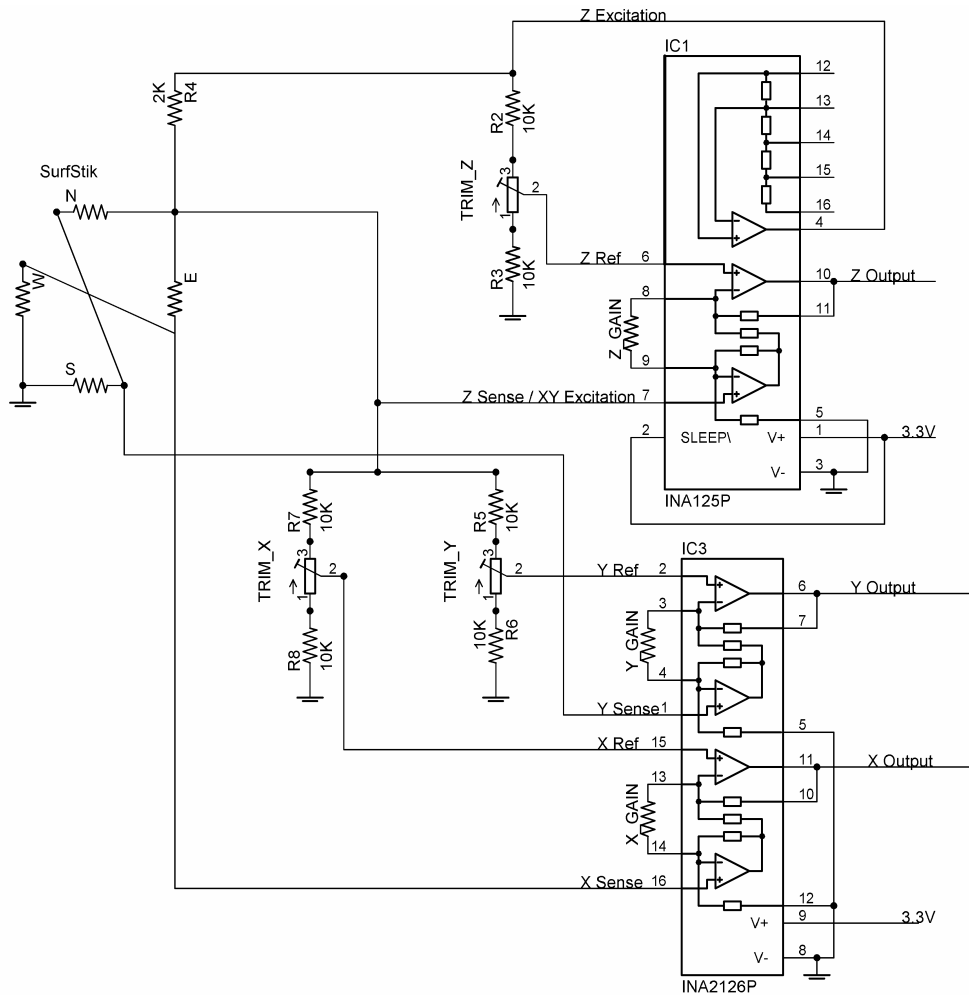 Z Excitation
IC1
12
13
14
15
16
4
2K
R4
R2
10K
TRIM_Z
3
2
1
R3
10K
SurfStik
N
W
E
S
Z Ref 6
8
Z_GAIN
9
Z Sense / XY Excitation 7
2
SLEEP\
10 Z Output
11
5
V+ 1 3.3V
V- 3
INA125P
R7
10K
TRIM_X
3
2
1
R8
10K
R5
10K
TRIM_Y
3
2
1
10K
R6
IC3
Y Ref 2
3
Y_GAIN
4
Y Sense 1
6 Y Output
7
5
X Ref 15
13
X_GAIN
14
X Sense 16
11 X Output
10
12
V+ 9 3.3V
V- 8
INA2126P